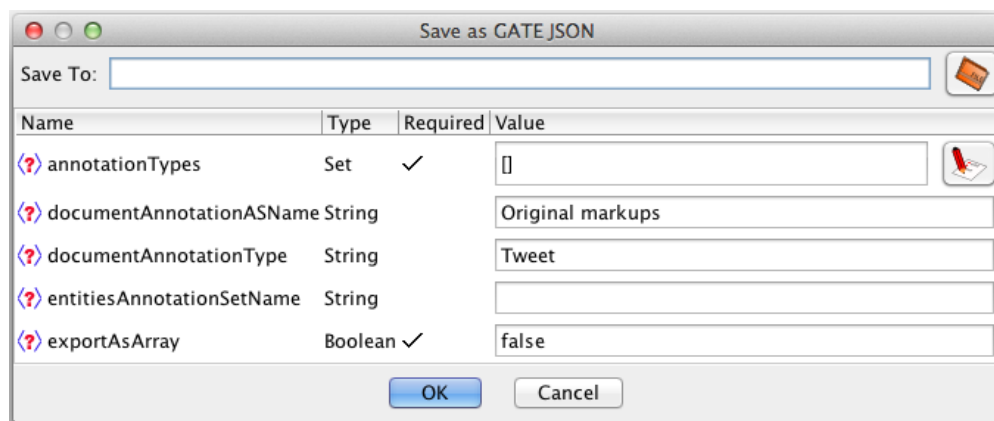 Save as GATE JSON
Save To:
Name Type Required Value
annotationTypes Set ✓ []
documentAnnotationASName String Original markups
documentAnnotationType String Tweet
entitiesAnnotationSetName String
exportAsArray Boolean ✓ false
OK Cancel